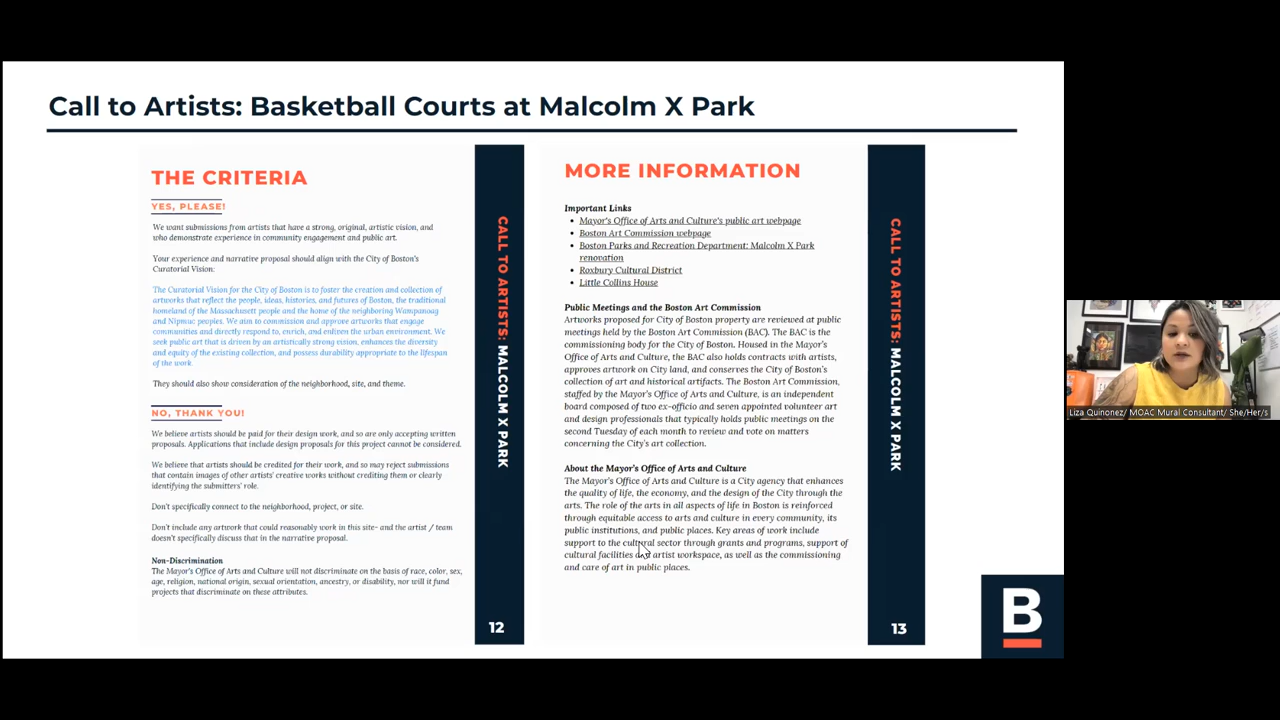 Call to Artists: Basketball Courts at Malcolm X Park
THE CRITERIA
YES, PLEASE!
We want submissions from artists that have a strong, original, artistic vision, and
who demonstrate experience in community engagement and public art.
Your experience and narrative proposal should align with the City of Boston's
Curatorial Vision:
The Curatorial Vision for the City of Boston is to foster the creation and collection of
artworks that reflect the people, ideas, histories, and futures of Boston, the traditional
homeland of the Massachusett people and the home of the neighboring Wampanoag
and Nipmuc peoples. We aim to commission and approve artworks that engage
communities and directly respond to, enrich, and enliven the urban environment. We
seek public art that is driven by an artistically strong vision, enhances the diversity
and equity of the existing collection, and possess durability appropriate to the lifespan
of the work.
They should also show consideration of the neighborhood, site, and theme.
NO, THANK YOU!
We believe artists should be paid for their design work, and so are only accepting written
proposals. Applications that include design proposals for this project cannot be considered.
We believe that artists should be credited for their work, and so may reject submissions
that contain images of other artists' creative works without crediting them or clearly
identifying the submitters' role.
Don't specifically connect to the neighborhood, project, or site.
Don't include any artwork that could reasonably work in this site- and the artist / team
doesn't specifically discuss that in the narrative proposal.
Non-Discrimination
The Mayor's Office of Arts and Culture will not discriminate on the basis of race, color, sex,
age, religion, national origin, sexual orientation, ancestry, or disability, nor will it fund
projects that discriminate on these attributes.
CALL TO ARTISTS: MALCOLM X PARK
12
MORE INFORMATION
Important Links
• Mayor's Office of Arts and Culture's public art webpage
• Boston Art Commission webpage
• Boston Parks and Recreation Department: Malcolm X Park
renovation
• Roxbury Cultural District
• Little Collins House
Public Meetings and the Boston Art Commission
Artworks proposed for City of Boston property are reviewed at public
meetings held by the Boston Art Commission (BAC). The BAC is the
commissioning body for the City of Boston. Housed in the Mayor's
Office of Arts and Culture, the BAC also holds contracts with artists,
approves artwork on City land, and conserves the City of Boston's
collection of art and historical artifacts. The Boston Art Commission,
staffed by the Mayor's Office of Arts and Culture, is an independent
board composed of two ex-officio and seven appointed volunteer art
and design professionals that typically holds public meetings on the
second Tuesday of each month to review and vote on matters
concerning the City's art collection.
About the Mayor's Office of Arts and Culture
The Mayor's Office of Arts and Culture is a City agency that enhances
the quality of life, the economy, and the design of the City through the
arts. The role of the arts in all aspects of life in Boston is reinforced
through equitable access to arts and culture in every community, its
public institutions, and public places. Key areas of work include
support to the cultural sector through grants and programs, support of
cultural facilities and artist workspace, as well as the commissioning
and care of art in public places.
CALL TO ARTISTS: MALCOLM X PARK
13
B
Liza Quinonez/ MOAC Mural Consultant/ She/Her/s